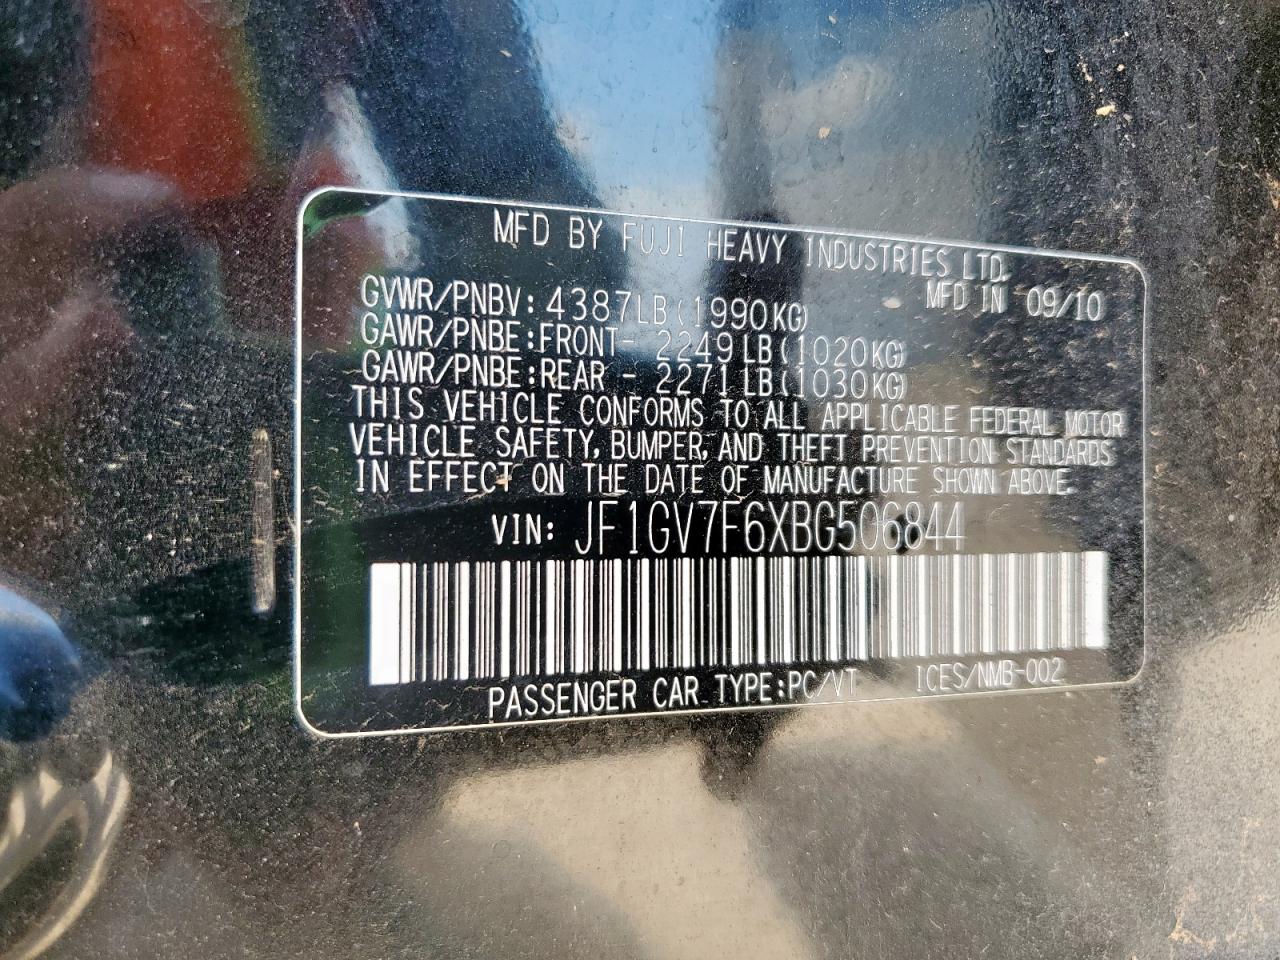 MFD BY FUJI HEAVY INDUSTRIES LTD.
MFD IN 09/10
GVWR/PNBV: 4387LB(1990KG)
GAWR/PNBE:FRONT- 2249LB(1020KG)
GAWR/PNBE:REAR - 2271LB(1030KG)
THIS VEHICLE CONFORMS TO ALL APPLICABLE FEDERAL MOTOR
VEHICLE SAFETY, BUMPER, AND THEFT PREVENTION STANDARDS
IN EFFECT ON THE DATE OF MANUFACTURE SHOWN ABOVE.
VIN: JF1GV7F6XBG506844
PASSENGER CAR TYPE:PC/VT ICES/NMB-002